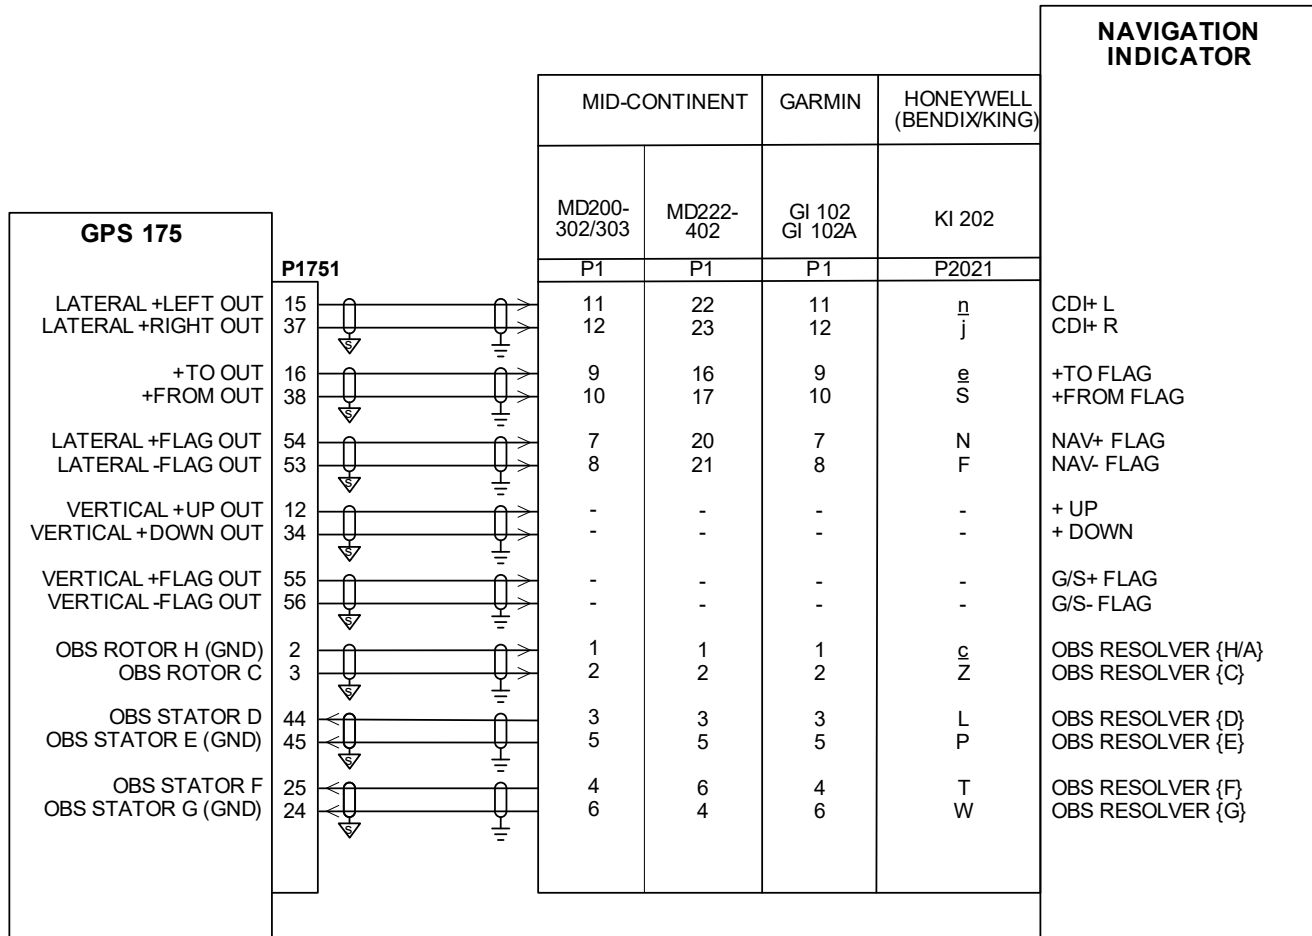 NAVIGATION
INDICATOR
MID-CONTINENT GARMIN HONEYWELL
(BENDIX/KING)
MD200-
302/303 MD222-
402 GI 102
GI 102A KI 202
GPS 175
P1751 P1 P1 P1 P2021
LATERAL +LEFT OUT 15 11 22 11 n CDI+ L
LATERAL +RIGHT OUT 37 12 23 12 j CDI+ R
S
+TO OUT 16 9 16 9 e +TO FLAG
+FROM OUT 38 10 17 10 S +FROM FLAG
S
LATERAL +FLAG OUT 54 7 20 7 N NAV+ FLAG
LATERAL -FLAG OUT 53 8 21 8 F NAV- FLAG
S
VERTICAL +UP OUT 12 - - - - + UP
VERTICAL +DOWN OUT 34 - - - - + DOWN
S
VERTICAL +FLAG OUT 55 - - - - G/S+ FLAG
VERTICAL -FLAG OUT 56 - - - - G/S- FLAG
S
OBS ROTOR H (GND) 2 1 1 1 c OBS RESOLVER {H/A}
OBS ROTOR C 3 2 2 2 Z OBS RESOLVER {C}
S
OBS STATOR D 44 3 3 3 L OBS RESOLVER {D}
OBS STATOR E (GND) 45 5 5 5 P OBS RESOLVER {E}
S
OBS STATOR F 25 4 6 4 T OBS RESOLVER {F}
OBS STATOR G (GND) 24 6 4 6 W OBS RESOLVER {G}
S